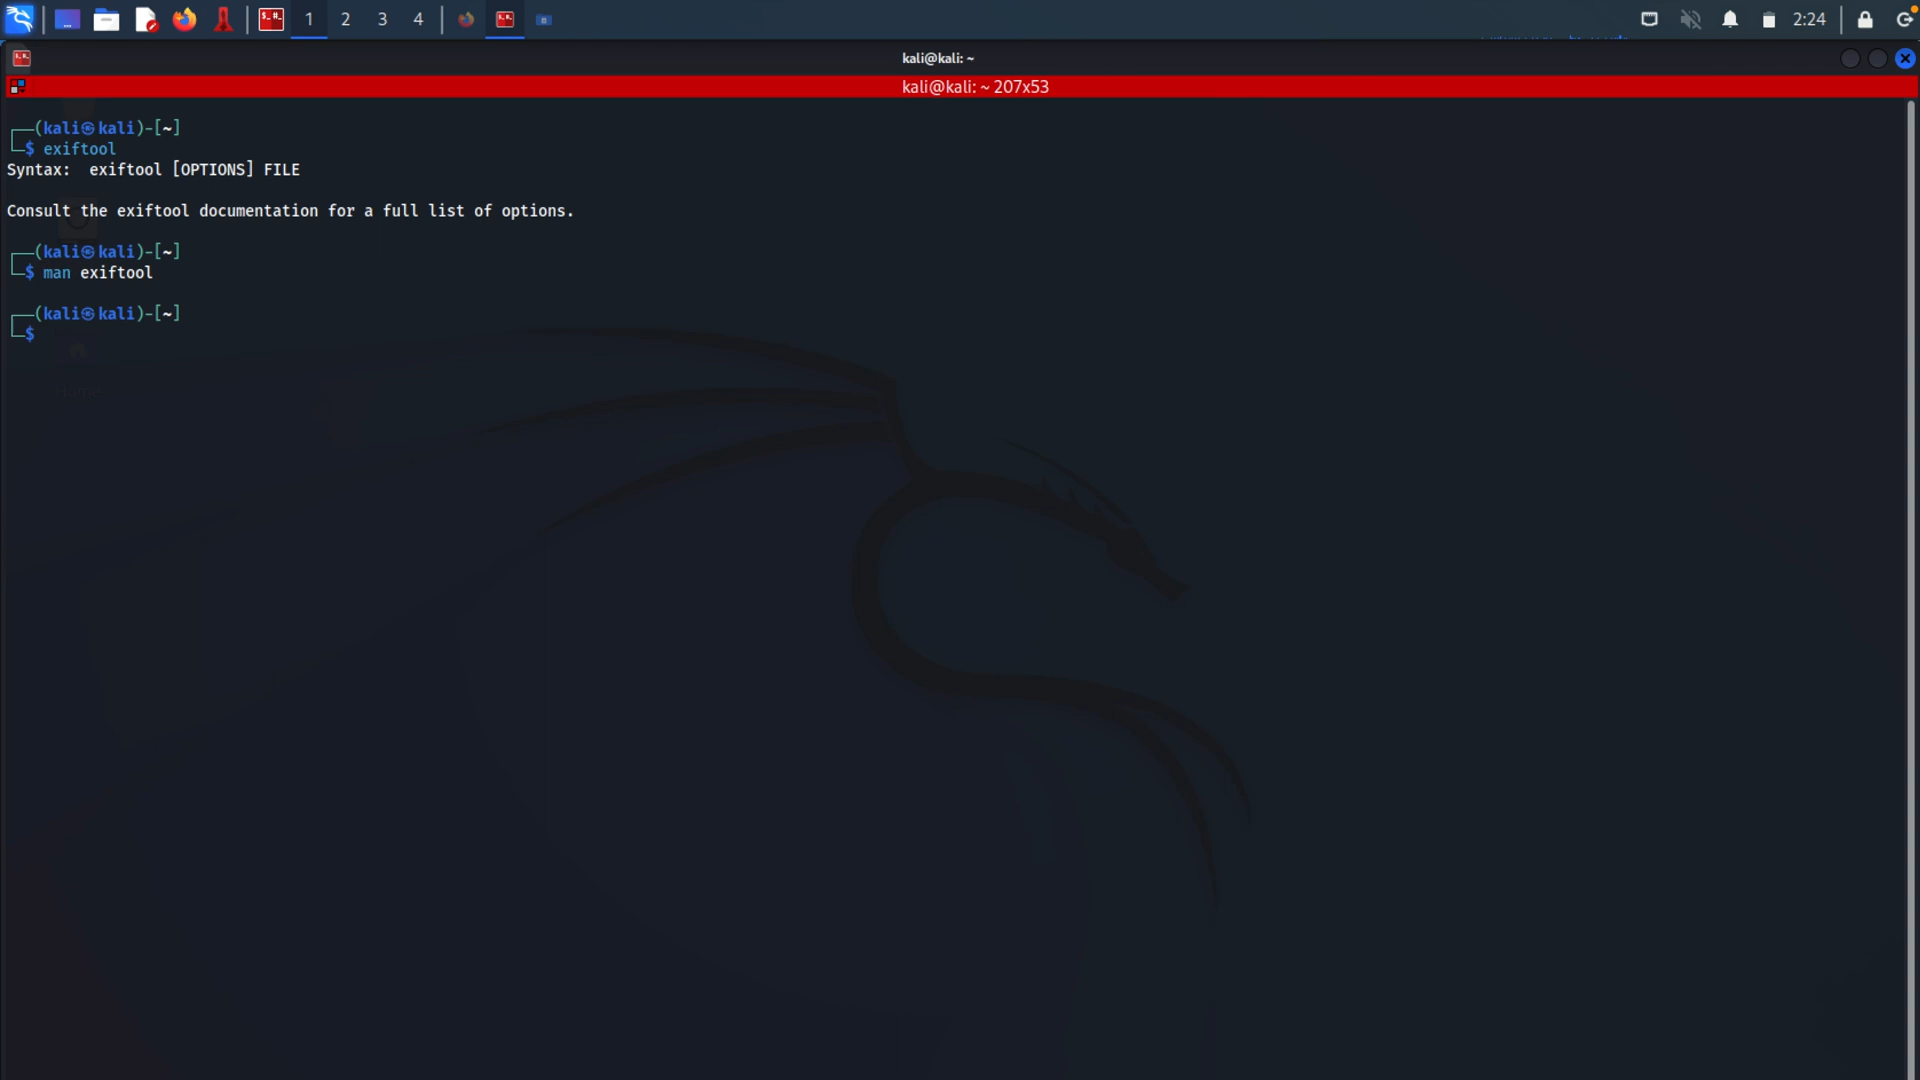 1 2 3 4 2:24
kali@kali: ~
kali@kali: ~ 207x53
┌──(kali㉿kali)-[~]
└─$ exiftool
Syntax:  exiftool [OPTIONS] FILE
Consult the exiftool documentation for a full list of options.
┌──(kali㉿kali)-[~]
└─$ man exiftool
┌──(kali㉿kali)-[~]
└─$
Home